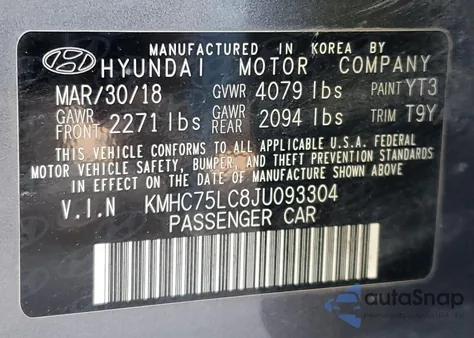 MANUFACTURED IN KOREA BY
HYUNDAI MOTOR COMPANY
MAR/30/18 GVWR 4079 lbs PAINT YT3
GAWR FRONT 2271 lbs GAWR REAR 2094 lbs TRIM T9Y
THIS VEHICLE CONFORMS TO ALL APPLICABLE U.S.A. FEDERAL
MOTOR VEHICLE SAFETY, BUMPER, AND THEFT PREVENTION STANDARDS
IN EFFECT ON THE DATE OF MANUFACTURE SHOWN ABOVE.
V.I.N KMHC75LC8JU093304
PASSENGER CAR
autoSnap